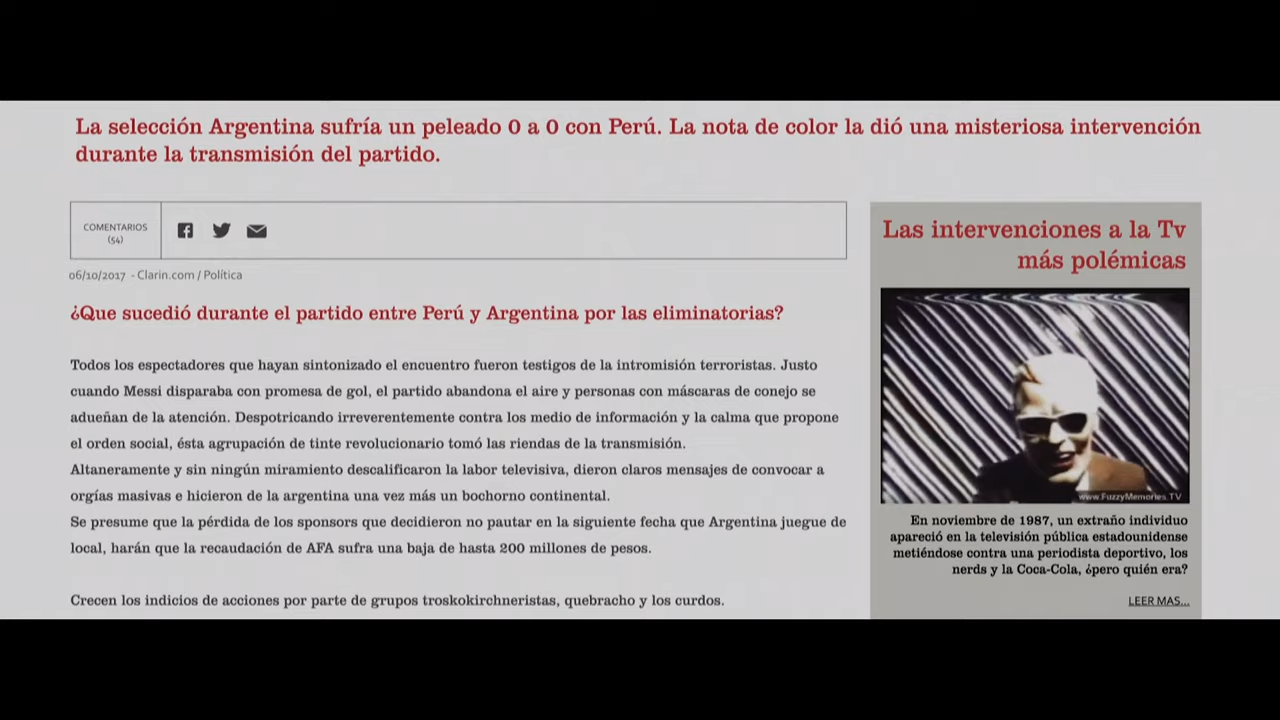 La selección Argentina sufría un peleado 0 a 0 con Perú. La nota de color la dió una misteriosa intervención
durante la transmisión del partido.
COMENTARIOS
(54)
06/10/2017 - Clarin.com / Política
¿Que sucedió durante el partido entre Perú y Argentina por las eliminatorias?
Todos los espectadores que hayan sintonizado el encuentro fueron testigos de la intromisión terroristas. Justo
cuando Messi disparaba con promesa de gol, el partido abandona el aire y personas con máscaras de conejo se
adueñan de la atención. Despotricando irreverentemente contra los medio de información y la calma que propone
el orden social, ésta agrupación de tinte revolucionario tomó las riendas de la transmisión.
Altaneramente y sin ningún miramiento descalificaron la labor televisiva, dieron claros mensajes de convocar a
orgías masivas e hicieron de la argentina una vez más un bochorno continental.
Se presume que la pérdida de los sponsors que decidieron no pautar en la siguiente fecha que Argentina juegue de
local, harán que la recaudación de AFA sufra una baja de hasta 200 millones de pesos.
Crecen los indicios de acciones por parte de grupos troskokirchneristas, quebracho y los curdos.
Las intervenciones a la Tv
más polémicas
www.FuzzyMemories.TV
En noviembre de 1987, un extraño individuo
apareció en la televisión pública estadounidense
metiéndose contra una periodista deportivo, los
nerds y la Coca-Cola, ¿pero quién era?
LEER MAS...